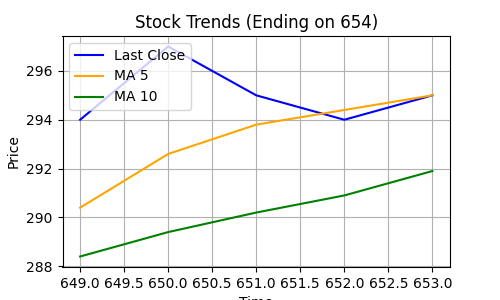 Stock Trends (Ending on 654)
Last Close
MA 5
MA 10
Price
296
294
292
290
288
649.0 649.5 650.0 650.5 651.0 651.5 652.0 652.5 653.0
Time